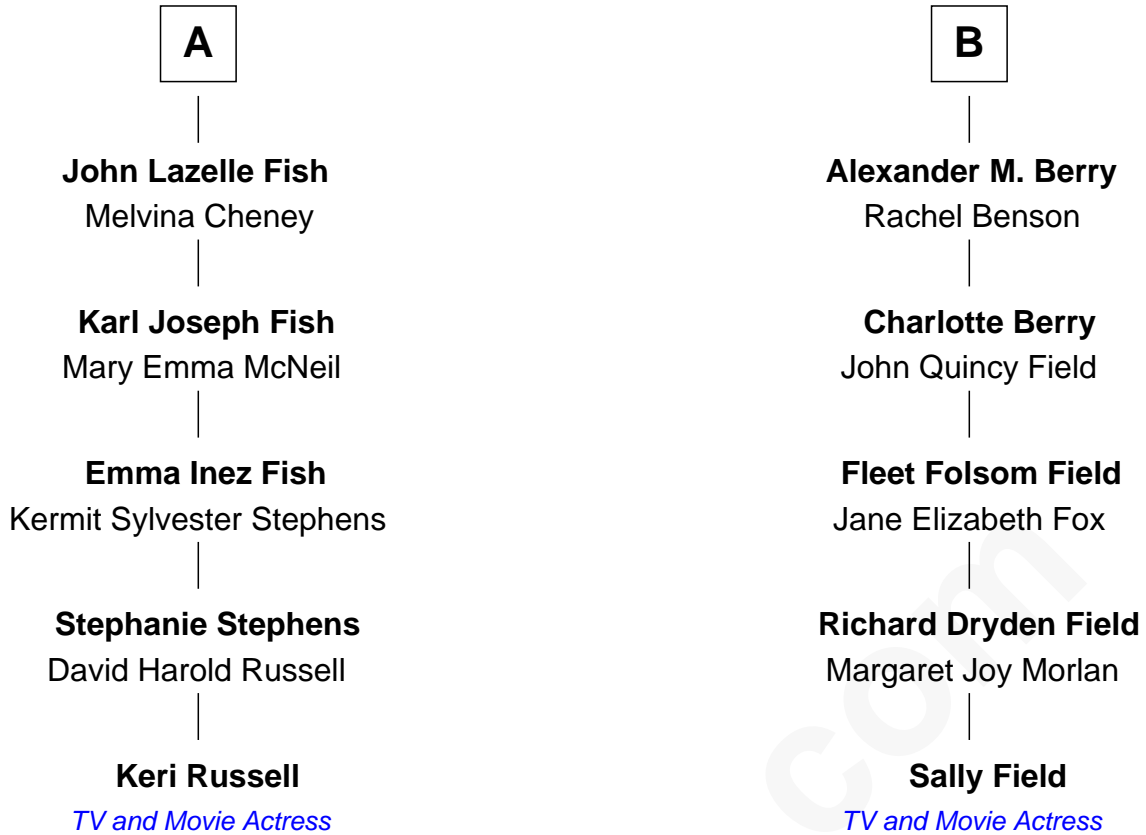 A
John Lazelle Fish
Melvina Cheney
Karl Joseph Fish
Mary Emma McNeil
Emma Inez Fish
Kermit Sylvester Stephens
Stephanie Stephens
David Harold Russell
Keri Russell
TV and Movie Actress
B
Alexander M. Berry
Rachel Benson
Charlotte Berry
John Quincy Field
Fleet Folsom Field
Jane Elizabeth Fox
Richard Dryden Field
Margaret Joy Morlan
Sally Field
TV and Movie Actress
com